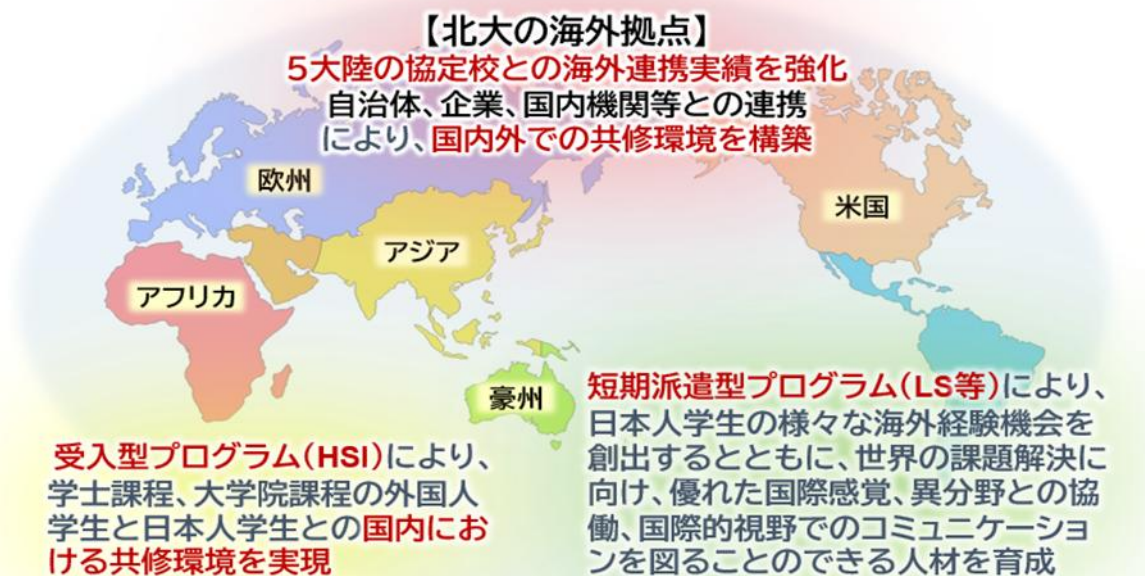 【北大の海外拠点】
5大陸の協定校との海外連携実績を強化
自治体、企業、国内機関等との連携
により、国内外での共修環境を構築
欧州
米国
アジア
アフリカ
豪州
短期派遣型プログラム(LS等)により、
日本人学生の様々な海外経験機会を
創出するとともに、世界の課題解決に
向け、優れた国際感覚、異分野との協
働、国際的視野でのコミュニケーショ
ンを図ることのできる人材を育成
受入型プログラム(HSI)により、
学士課程、大学院課程の外国人
学生と日本人学生との国内にお
ける共修環境を実現